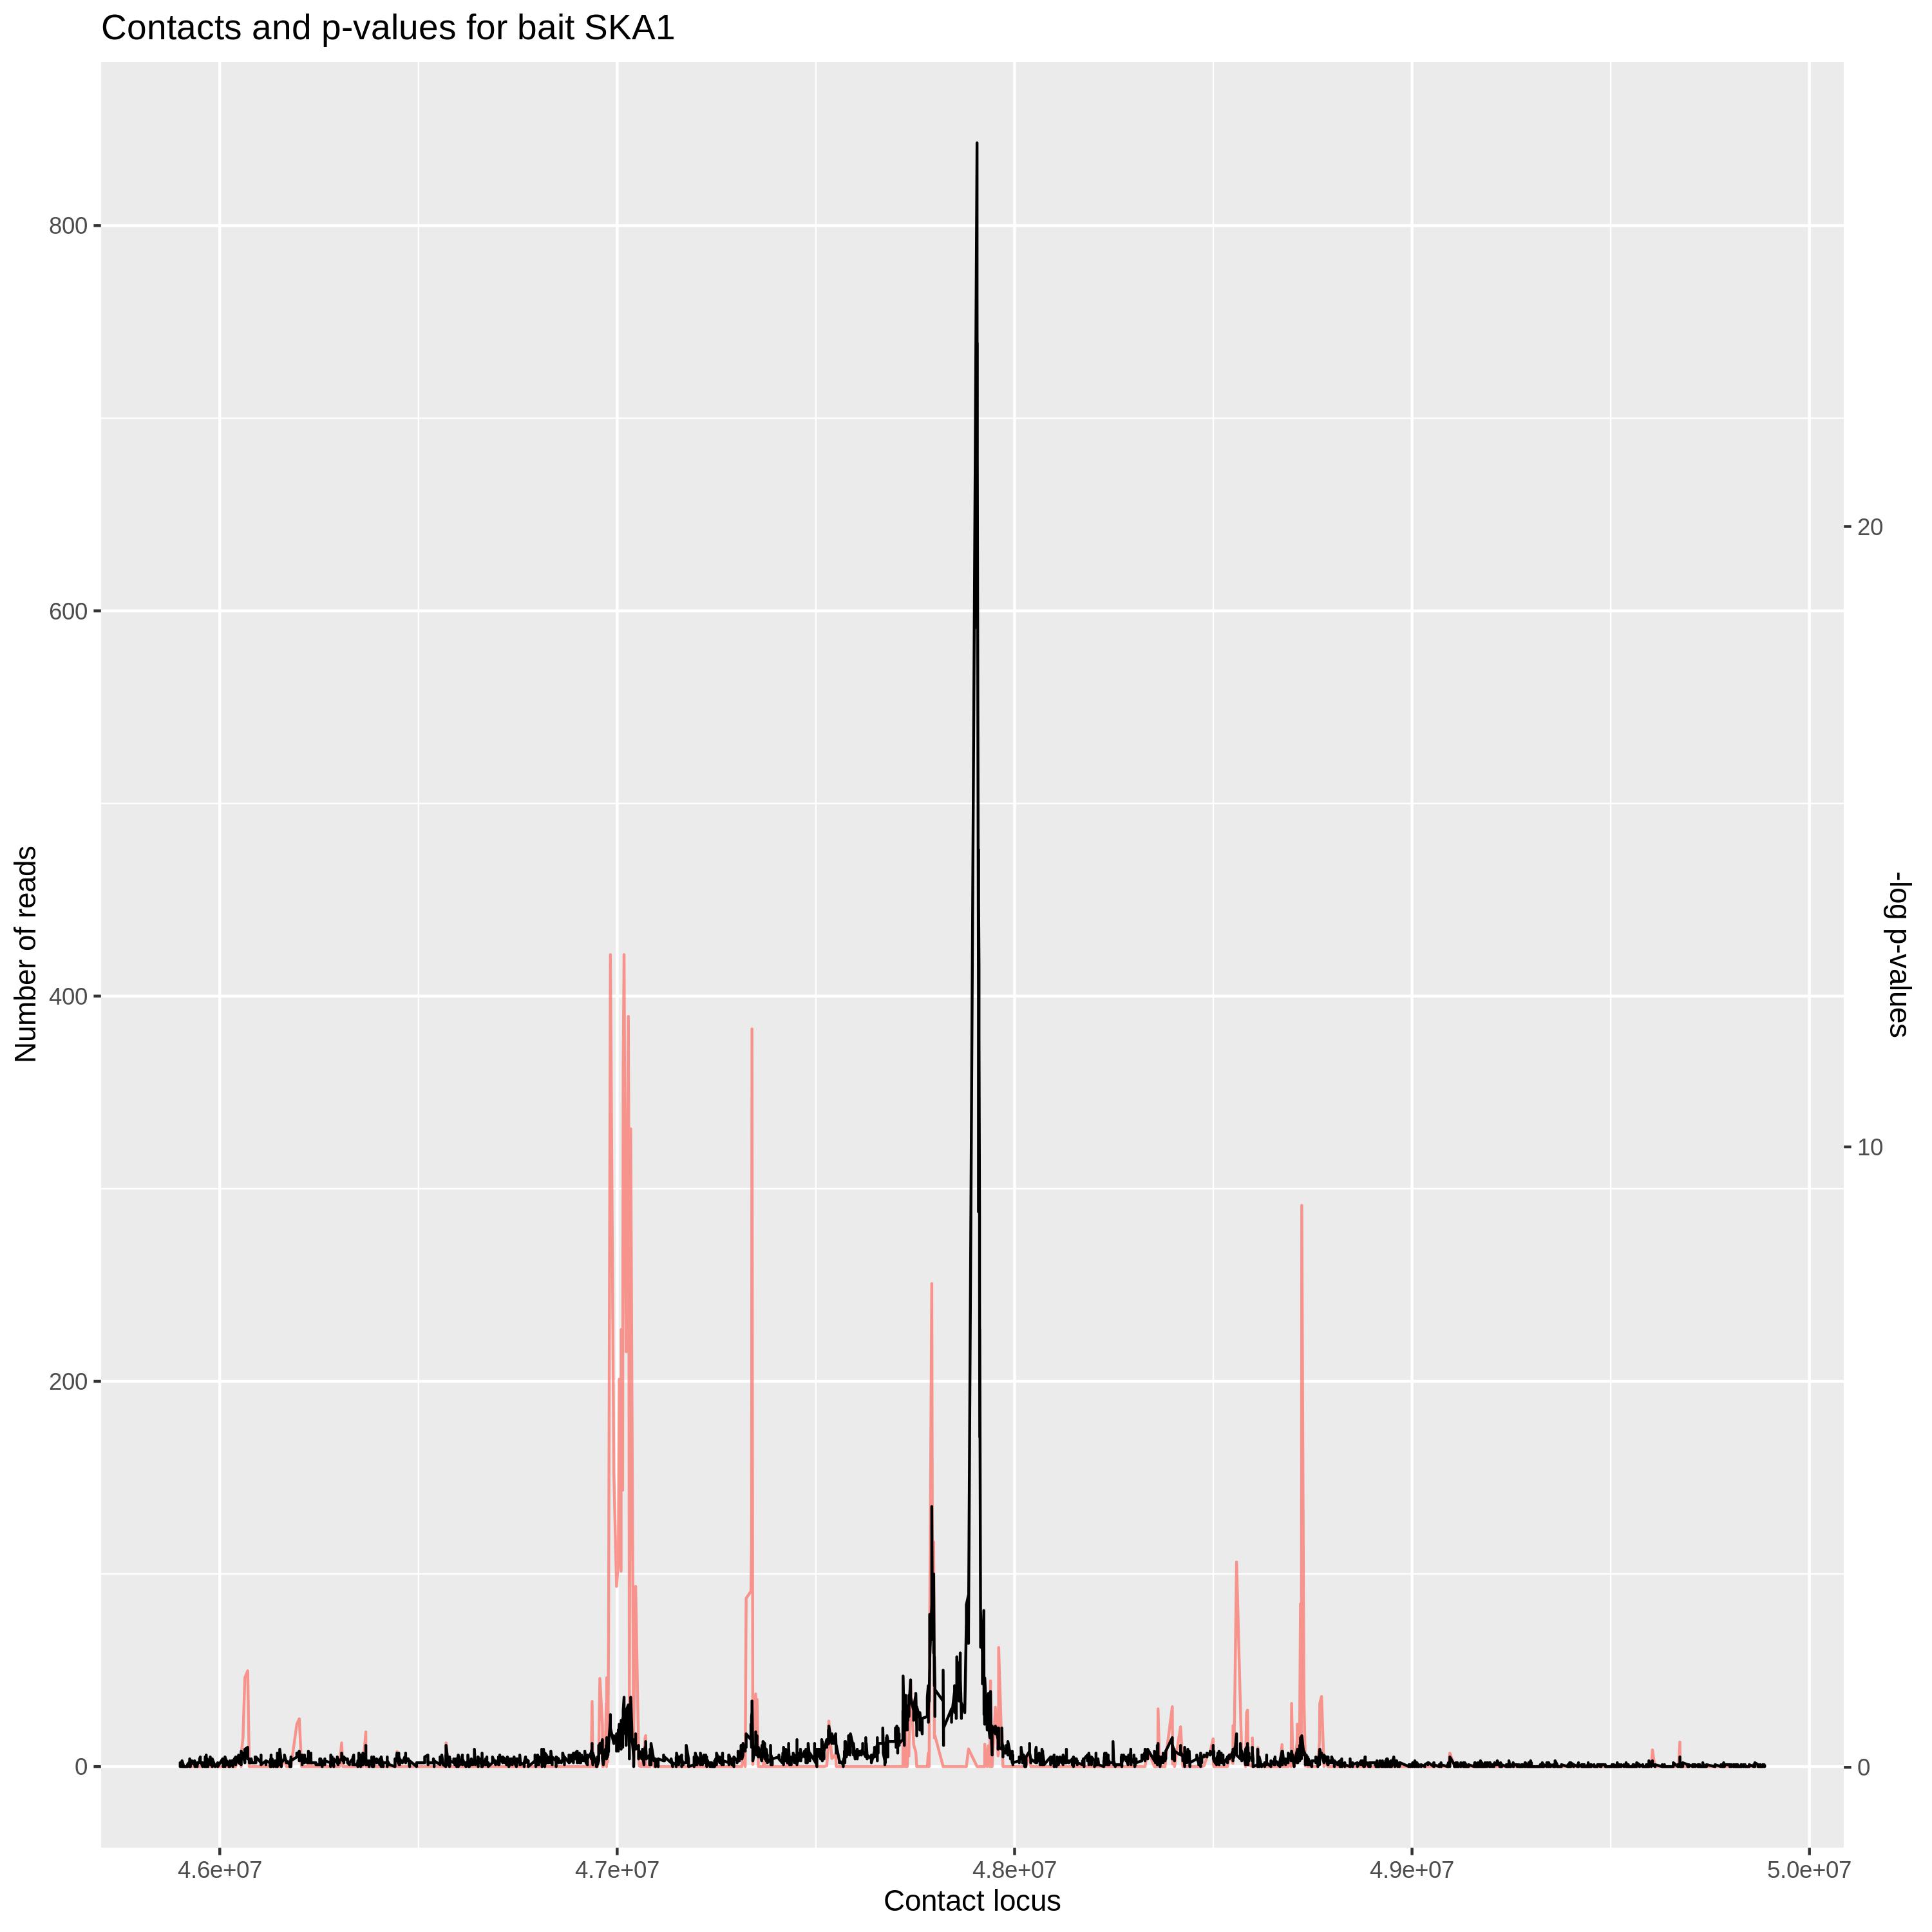 Contacts and p-values for bait SKA1
800
600
400
200
0
Number of reads
20
10
0
-log p-values
4.6e+07
4.7e+07
4.8e+07
4.9e+07
5.0e+07
Contact locus